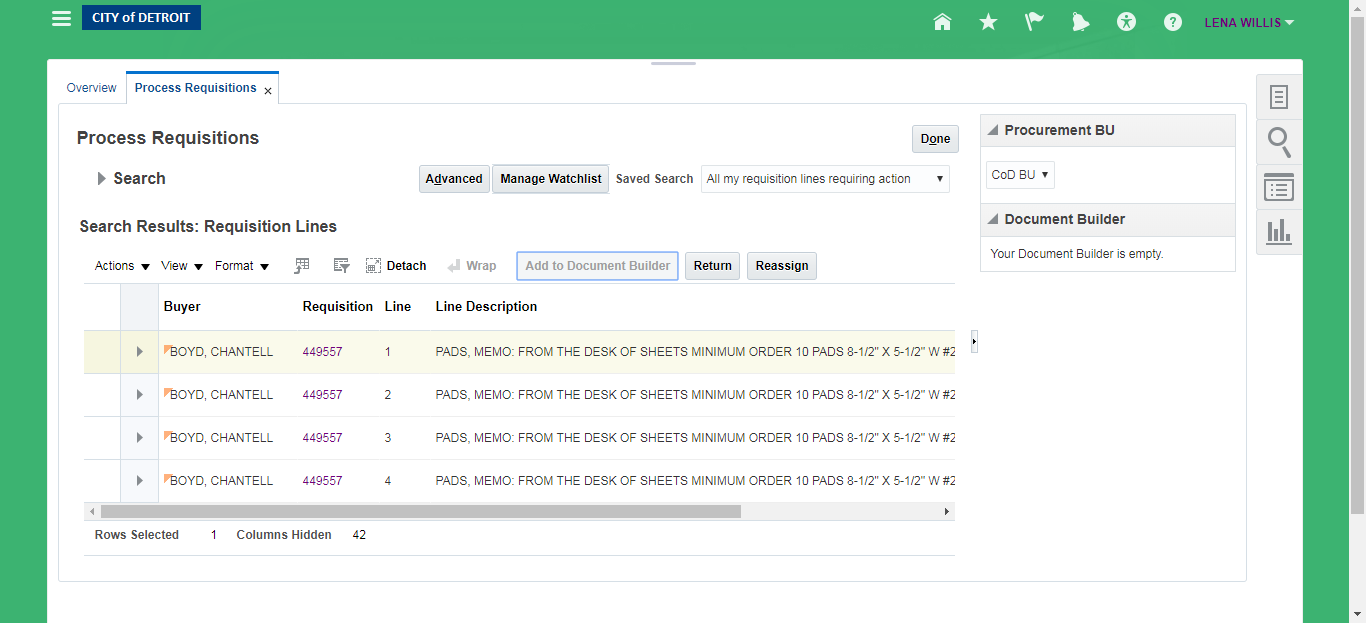 CITY of DETROIT
LENA WILLIS
Overview
Process Requisitions
Process Requisitions
Done
Search
Advanced
Manage Watchlist
Saved Search
All my requisition lines requiring action
Search Results: Requisition Lines
Actions View Format Detach Wrap Add to Document Builder Return Reassign
Buyer Requisition Line Line Description
BOYD, CHANTELL 449557 1 PADS, MEMO: FROM THE DESK OF SHEETS MINIMUM ORDER 10 PADS 8-1/2" X 5-1/2" W #2
BOYD, CHANTELL 449557 2 PADS, MEMO: FROM THE DESK OF SHEETS MINIMUM ORDER 10 PADS 8-1/2" X 5-1/2" W #2
BOYD, CHANTELL 449557 3 PADS, MEMO: FROM THE DESK OF SHEETS MINIMUM ORDER 10 PADS 8-1/2" X 5-1/2" W #2
BOYD, CHANTELL 449557 4 PADS, MEMO: FROM THE DESK OF SHEETS MINIMUM ORDER 10 PADS 8-1/2" X 5-1/2" W #2
Rows Selected 1 Columns Hidden 42
Procurement BU
CoD BU
Document Builder
Your Document Builder is empty.